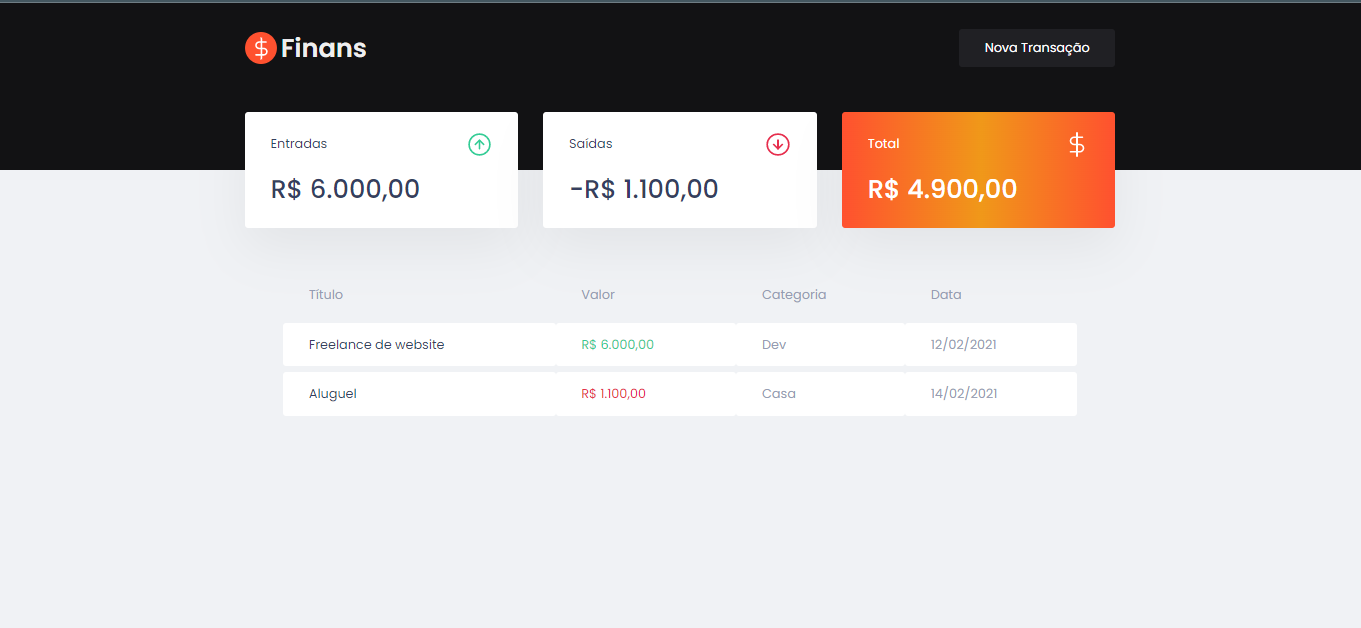 $ Finans
Nova Transação
Entradas
R$ 6.000,00
Saídas
-R$ 1.100,00
Total $
R$ 4.900,00
Título Valor Categoria Data
Freelance de website R$ 6.000,00 Dev 12/02/2021
Aluguel R$ 1.100,00 Casa 14/02/2021